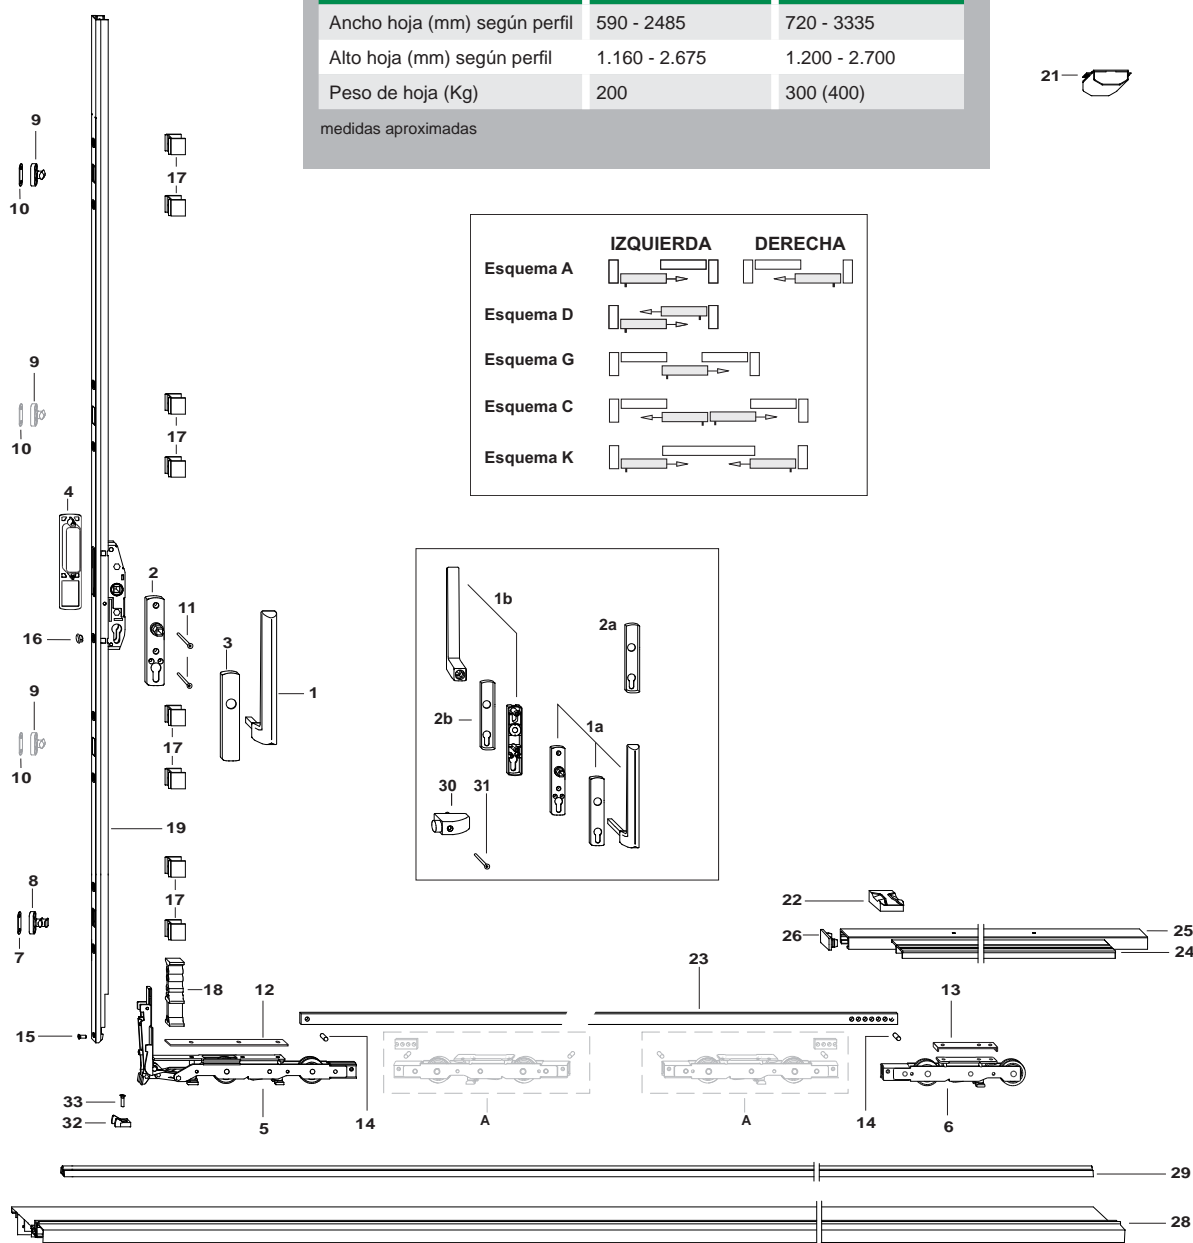 Ancho hoja (mm) según perfil 590 - 2485 720 - 3335
Alto hoja (mm) según perfil 1.160 - 2.675 1.200 - 2.700
Peso de hoja (Kg) 200 300 (400)
medidas aproximadas
21
9
17
10
IZQUIERDA DERECHA
Esquema A
Esquema D
Esquema G
Esquema C
Esquema K
9
17
10
4
2
11
16
3
1
9
17
10
1b
2a
2b
1a
30 31
19
8
17
7
22
26
25
24
18
12
23
13
15
14
14
33
32
5
A
A
6
29
28